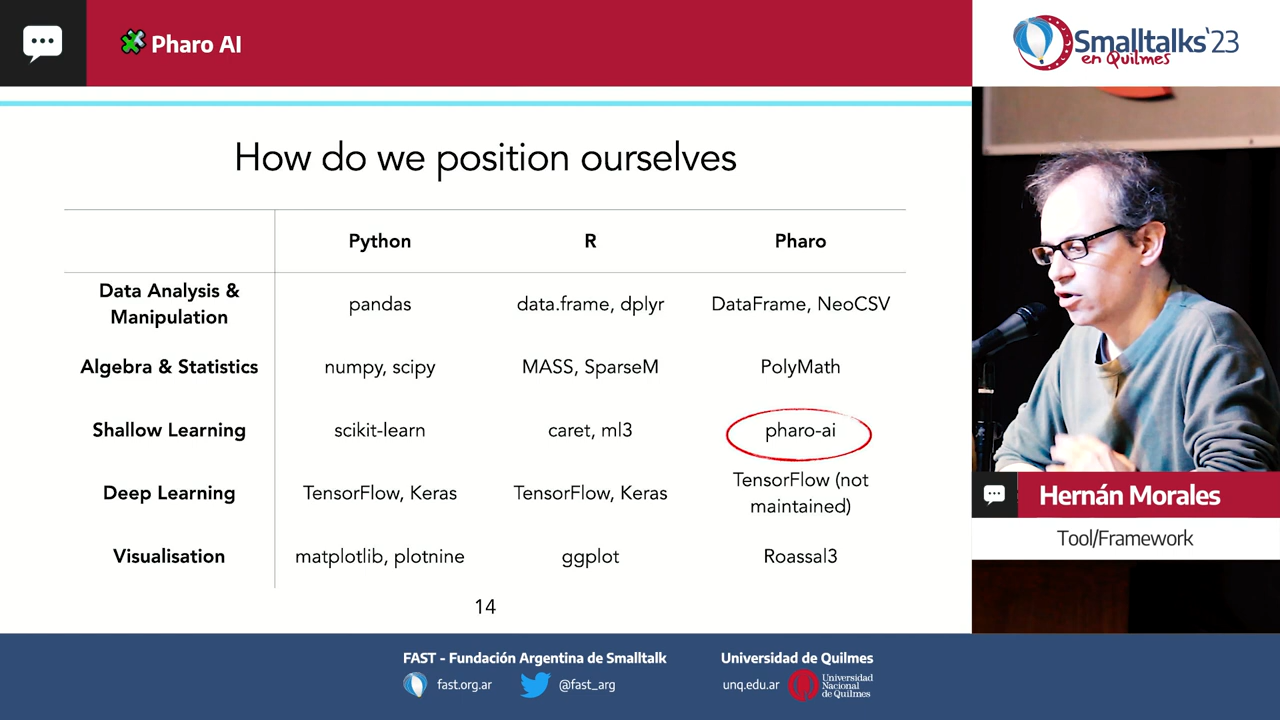 Pharo AI
Smalltalks'23
en Quilmes
How do we position ourselves
Python R Pharo
Data Analysis &
Manipulation
pandas data.frame, dplyr DataFrame, NeoCSV
Algebra & Statistics numpy, scipy MASS, SparseM PolyMath
Shallow Learning scikit-learn caret, ml3 pharo-ai
Deep Learning TensorFlow, Keras TensorFlow, Keras TensorFlow (not
maintained)
Visualisation matplotlib, plotnine ggplot Roassal3
14
Hernán Morales
Tool/Framework
FAST - Fundación Argentina de Smalltalk
fast.org.ar @fast_arg
Universidad de Quilmes
unq.edu.ar
Universidad
Nacional
de Quilmes